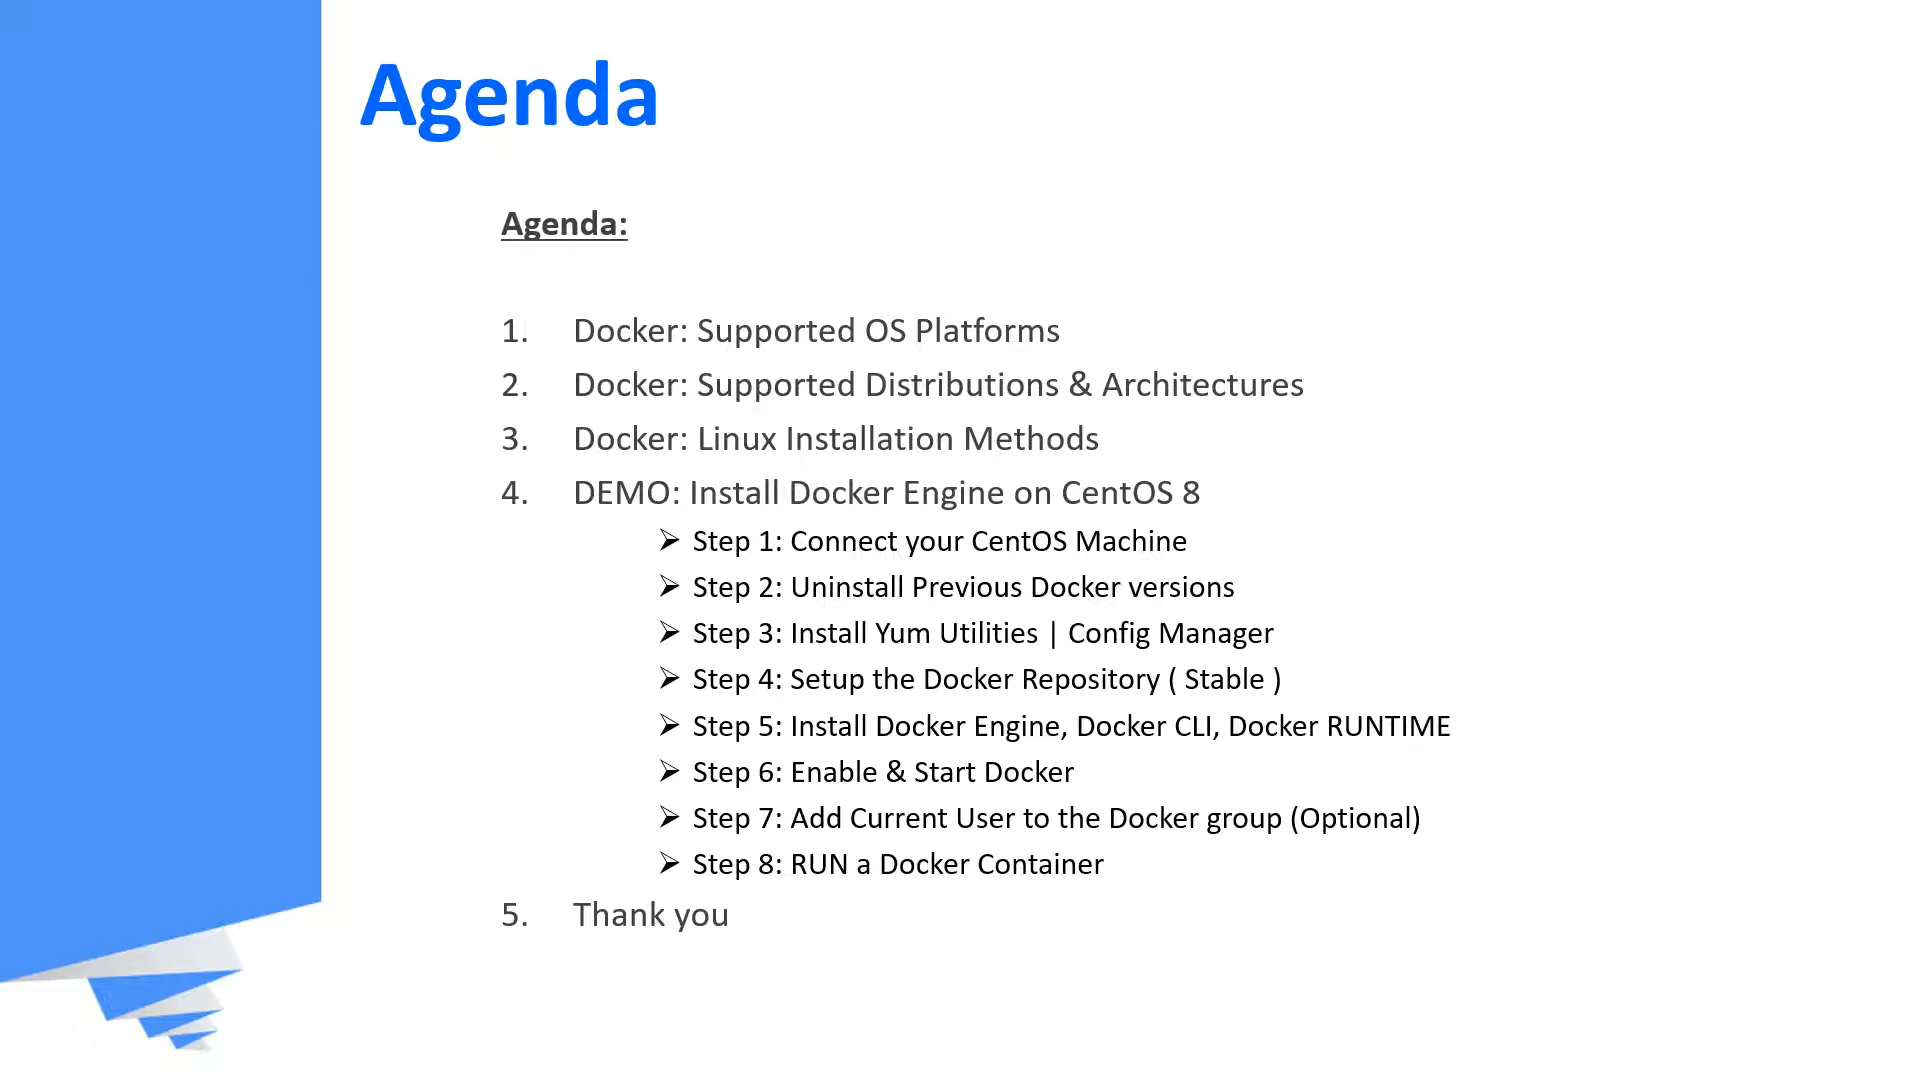 Agenda
Agenda:
1. Docker: Supported OS Platforms
2. Docker: Supported Distributions & Architectures
3. Docker: Linux Installation Methods
4. DEMO: Install Docker Engine on CentOS 8
➢ Step 1: Connect your CentOS Machine
➢ Step 2: Uninstall Previous Docker versions
➢ Step 3: Install Yum Utilities | Config Manager
➢ Step 4: Setup the Docker Repository ( Stable )
➢ Step 5: Install Docker Engine, Docker CLI, Docker RUNTIME
➢ Step 6: Enable & Start Docker
➢ Step 7: Add Current User to the Docker group (Optional)
➢ Step 8: RUN a Docker Container
5. Thank you